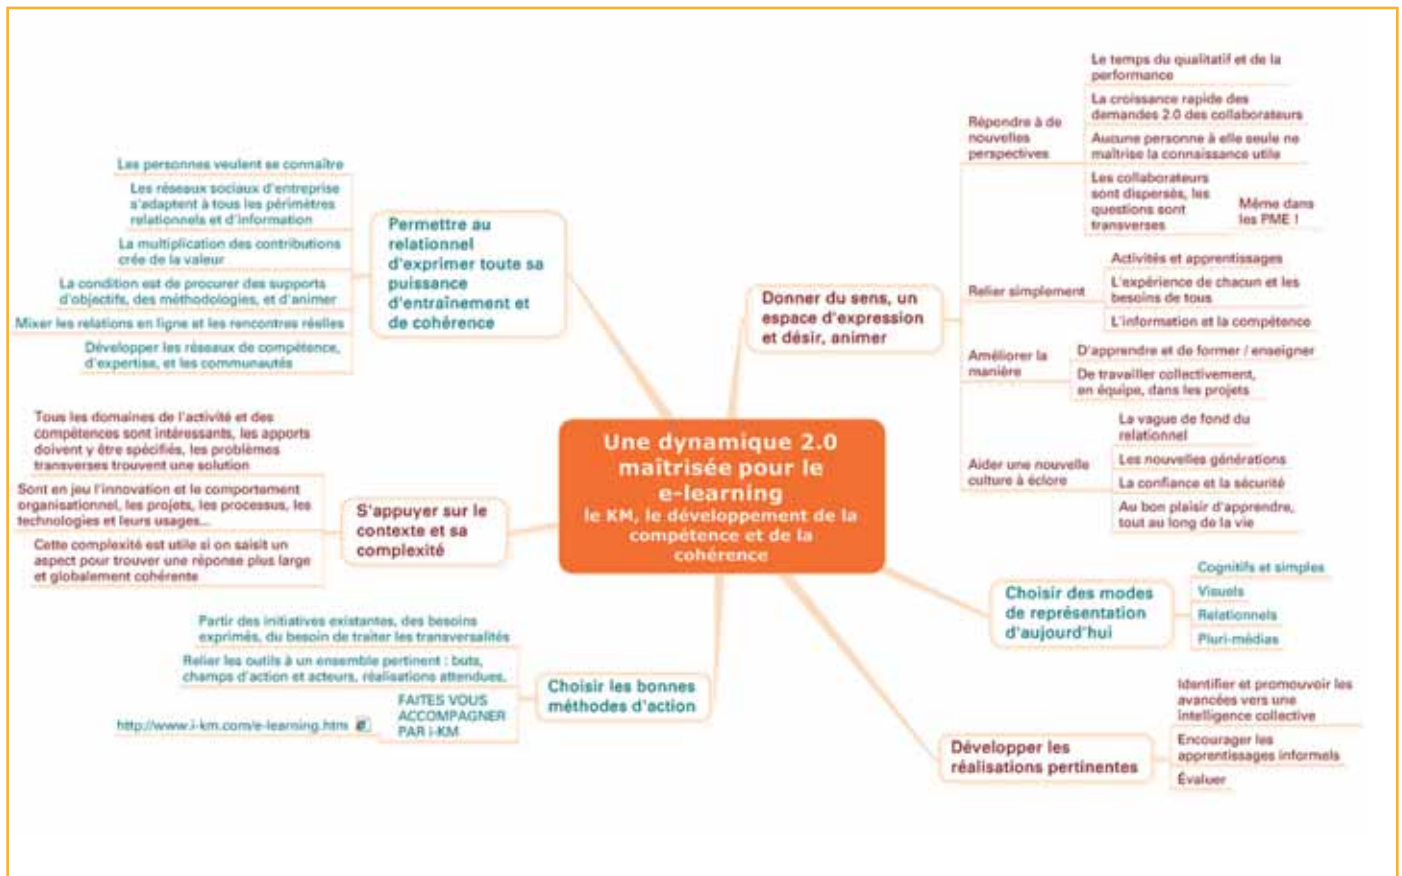 Une dynamique 2.0
maîtrisée pour le
e-learning
le KM, le développement de la
compétence et de la
cohérence
Donner du sens, un
espace d'expression
et désir, animer
Répondre à de
nouvelles
perspectives
Le temps du qualitatif et de la
performance
La croissance rapide des
demandes 2.0 des collaborateurs
Aucune personne à elle seule ne
maîtrise la connaissance utile
Les collaborateurs
sont dispersés, les
questions sont
transverses
Même dans
les PME !
Relier simplement
Activités et apprentissages
L'expérience de chacun et les
besoins de tous
L'information et la compétence
Améliorer la
manière
D'apprendre et de former / enseigner
De travailler collectivement,
en équipe, dans les projets
Aider une nouvelle
culture à éclore
La vague de fond du
relationnel
Les nouvelles générations
La confiance et la sécurité
Au bon plaisir d'apprendre,
tout au long de la vie
Choisir des modes
de représentation
d'aujourd'hui
Cognitifs et simples
Visuels
Relationnels
Pluri-médias
Développer les
réalisations pertinentes
Identifier et promouvoir les
avancées vers une
intelligence collective
Encourager les
apprentissages informels
Évaluer
Choisir les bonnes
méthodes d'action
Partir des initiatives existantes, des besoins
exprimés, du besoin de traiter les transversalités
Relier les outils à un ensemble pertinent : buts,
champs d'action et acteurs, réalisations attendues.
FAITES VOUS
ACCOMPAGNER
PAR i-KM
http://www.i-km.com/e-learning.htm
S'appuyer sur le
contexte et sa
complexité
Tous les domaines de l'activité et des
compétences sont intéressants, les apports
doivent y être spécifiés, les problèmes
transverses trouvent une solution
Sont en jeu l'innovation et le comportement
organisationnel, les projets, les processus, les
technologies et leurs usages...
Cette complexité est utile si on saisit un
aspect pour trouver une réponse plus large
et globalement cohérente
Permettre au
relationnel
d'exprimer toute sa
puissance
d'entraînement et
de cohérence
Les personnes veulent se connaître
Les réseaux sociaux d'entreprise
s'adaptent à tous les périmètres
relationnels et d'information
La multiplication des contributions
crée de la valeur
La condition est de procurer des supports
d'objectifs, des méthodologies, et d'animer
Mixer les relations en ligne et les rencontres réelles
Développer les réseaux de compétence,
d'expertise, et les communautés